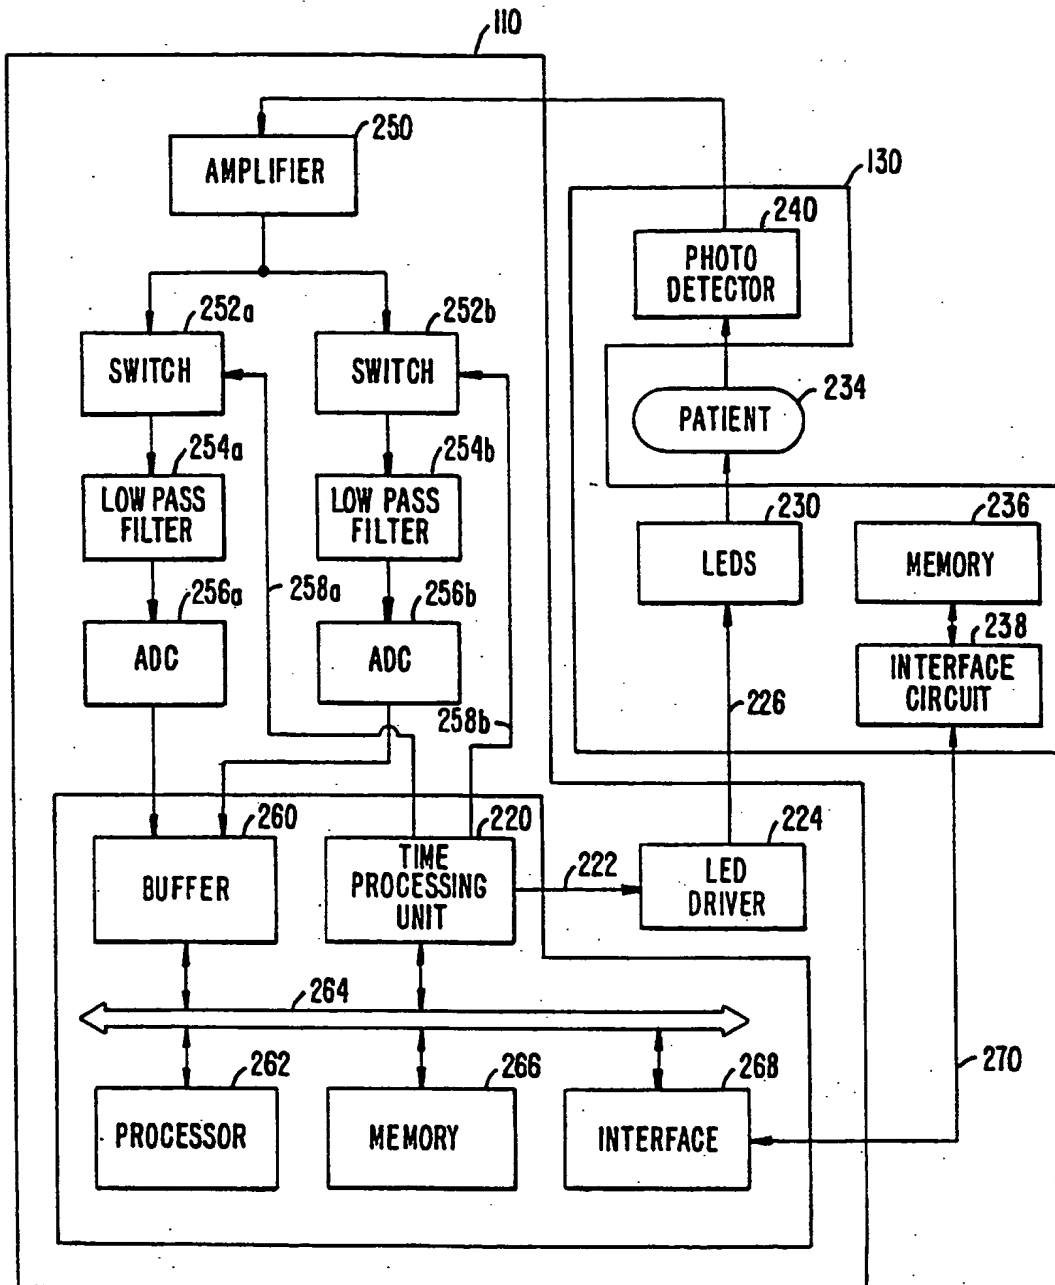 110
250
AMPLIFIER
130
240
PHOTO
DETECTOR
252a
SWITCH
252b
SWITCH
234
PATIENT
254a
LOW PASS
FILTER
254b
LOW PASS
FILTER
230
LEDS
236
MEMORY
256a
ADC
258a
256b
ADC
258b
238
INTERFACE
CIRCUIT
226
260
BUFFER
220
TIME
PROCESSING
UNIT
222
224
LED
DRIVER
264
262
PROCESSOR
266
MEMORY
268
INTERFACE
270